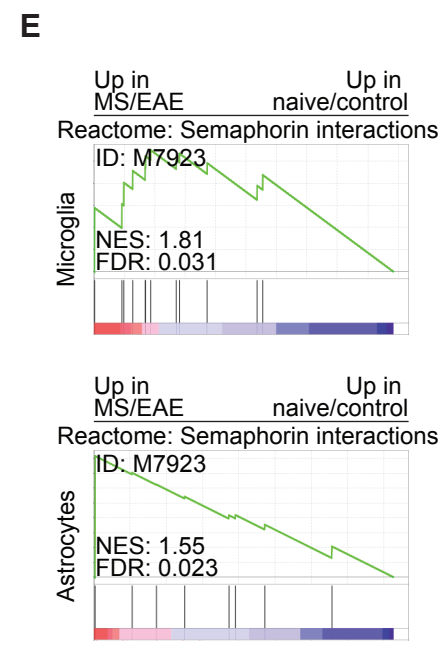 E
Up in Up in
MS/EAE naive/control
Reactome: Semaphorin interactions
ID: M7923
Microglia
NES: 1.81
FDR: 0.031
Up in Up in
MS/EAE naive/control
Reactome: Semaphorin interactions
ID: M7923
Astrocytes
NES: 1.55
FDR: 0.023